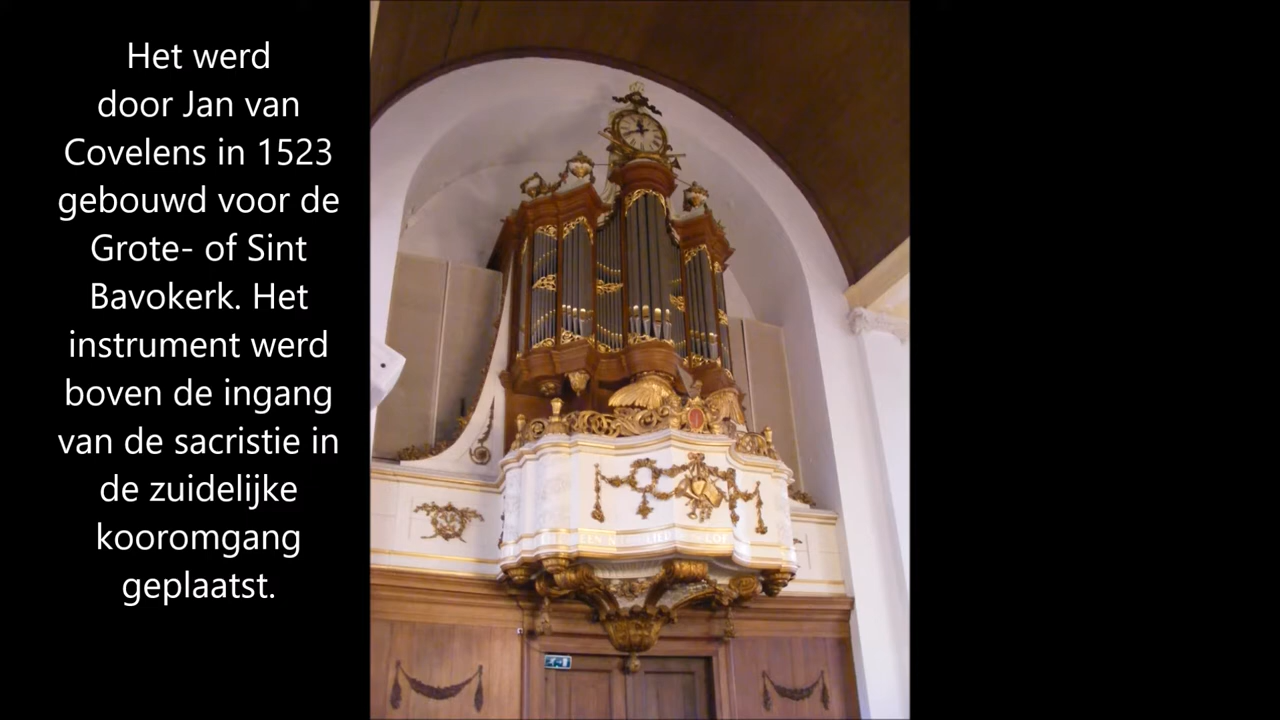 Het werd
door Jan van
Covelens in 1523
gebouwd voor de
Grote- of Sint
Bavokerk. Het
instrument werd
boven de ingang
van de sacristie in
de zuidelijke
kooromgang
geplaatst.